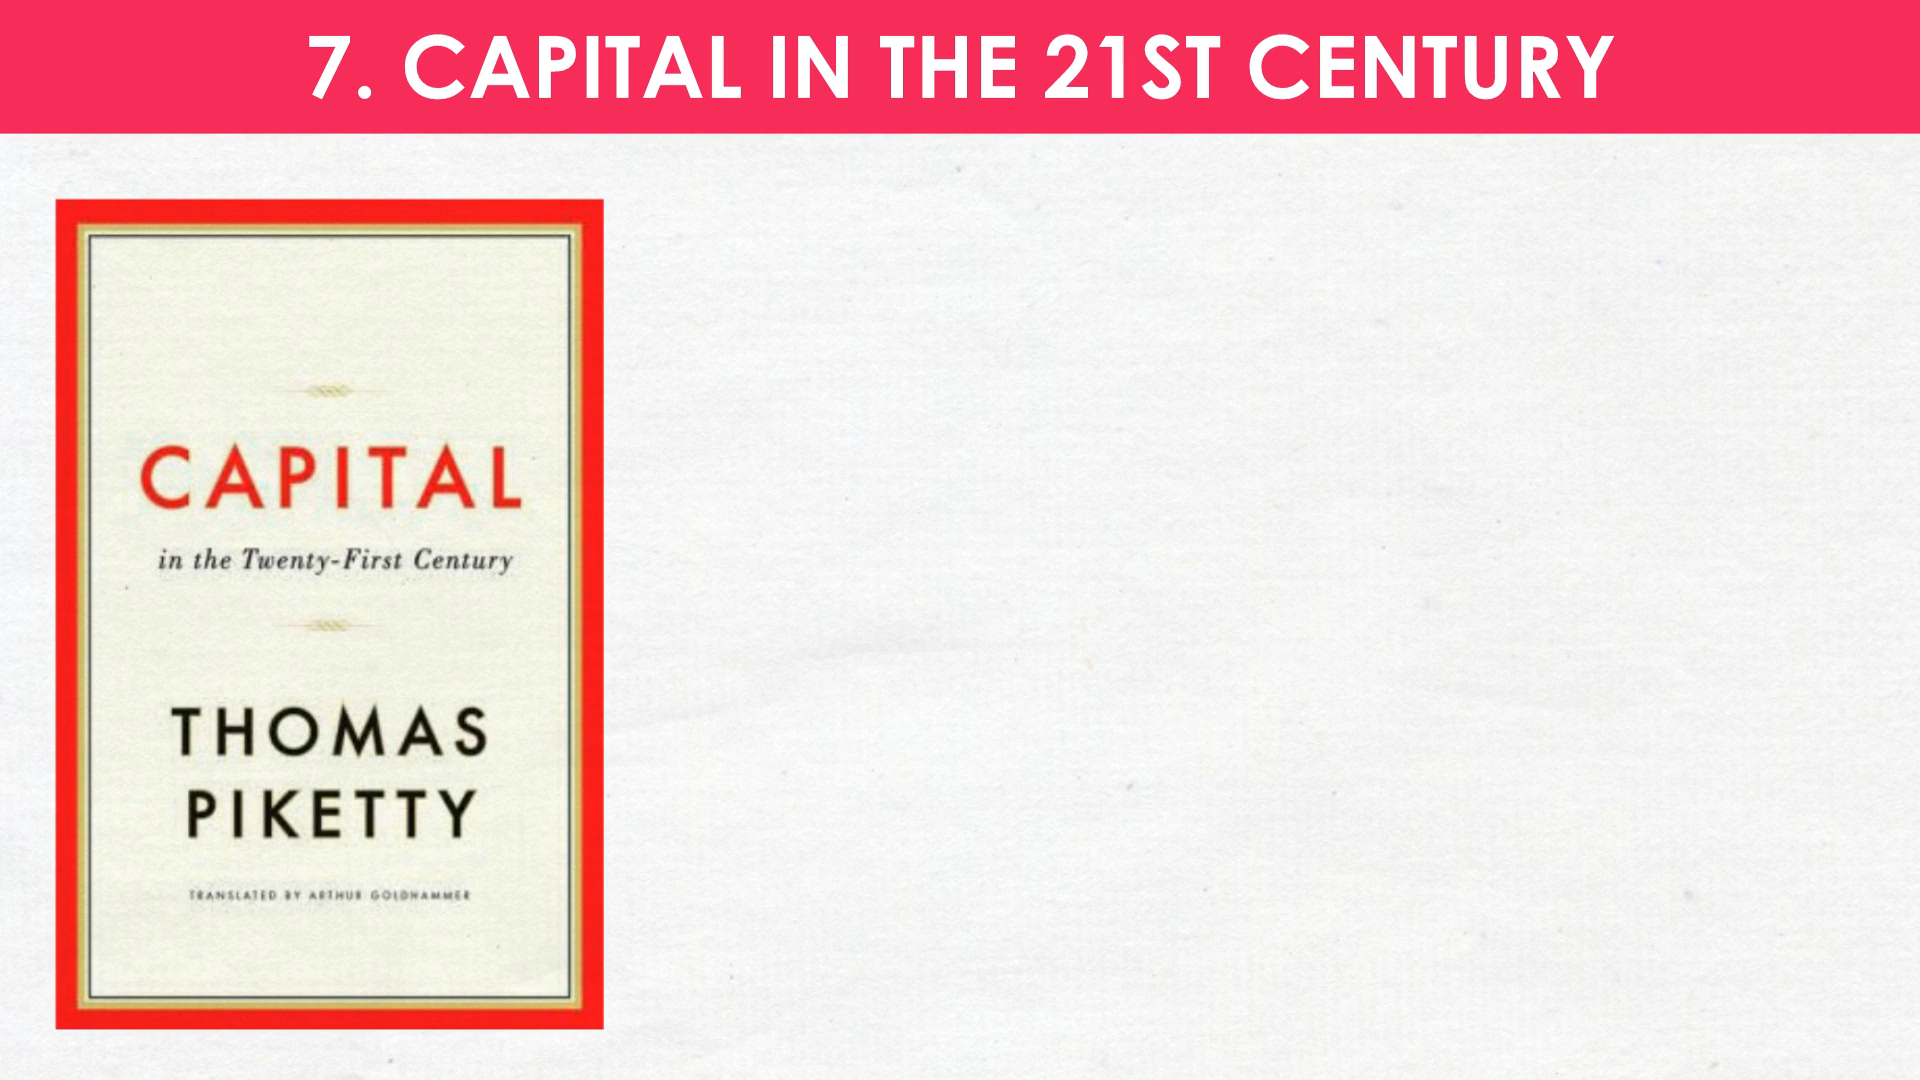 7. CAPITAL IN THE 21ST CENTURY
CAPITAL
in the Twenty-First Century
THOMAS
PIKETTY
TRANSLATED BY ARTHUR GOLDHAMMER